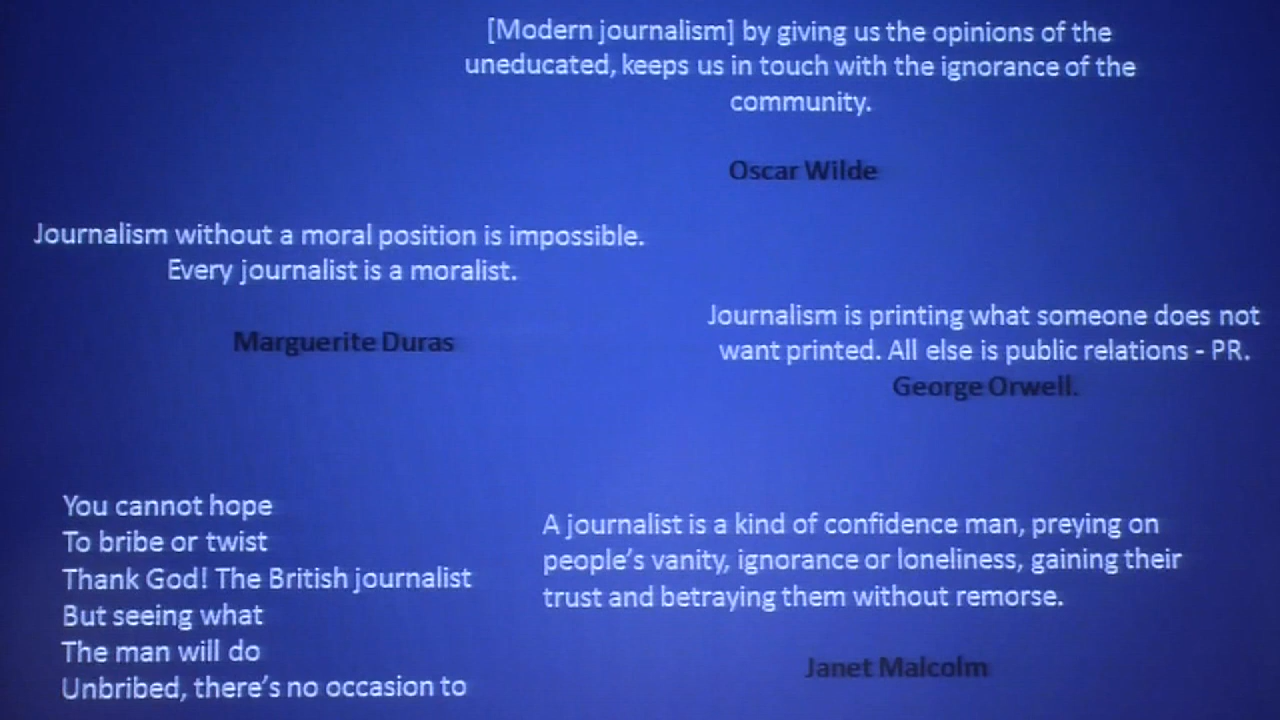 [Modern journalism] by giving us the opinions of the
uneducated, keeps us in touch with the ignorance of the
community.
Oscar Wilde
Journalism without a moral position is impossible.
Every journalist is a moralist.
Marguerite Duras
Journalism is printing what someone does not
want printed. All else is public relations - PR.
George Orwell.
You cannot hope
To bribe or twist
Thank God! The British journalist
But seeing what
The man will do
Unbribed, there's no occasion to
A journalist is a kind of confidence man, preying on
people's vanity, ignorance or loneliness, gaining their
trust and betraying them without remorse.
Janet Malcolm